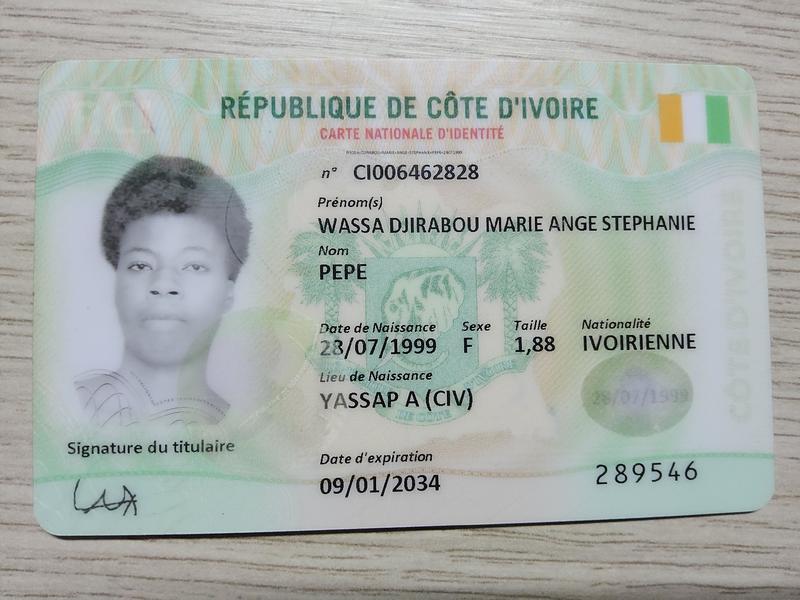 RÉPUBLIQUE DE CÔTE D'IVOIRE
CARTE NATIONALE D'IDENTITÉ
n° CI006462828
Prénom(s)
WASSA DJIRABOU MARIE ANGE STEPHANIE
Nom
PEPE
Date de Naissance Sexe Taille Nationalité
28/07/1999 F 1,88 IVOIRIENNE
Lieu de Naissance
YASSAP A (CIV)
28/07/1999
Signature du titulaire
Date d'expiration
09/01/2034
289546
CÔTE D'IVOIRE